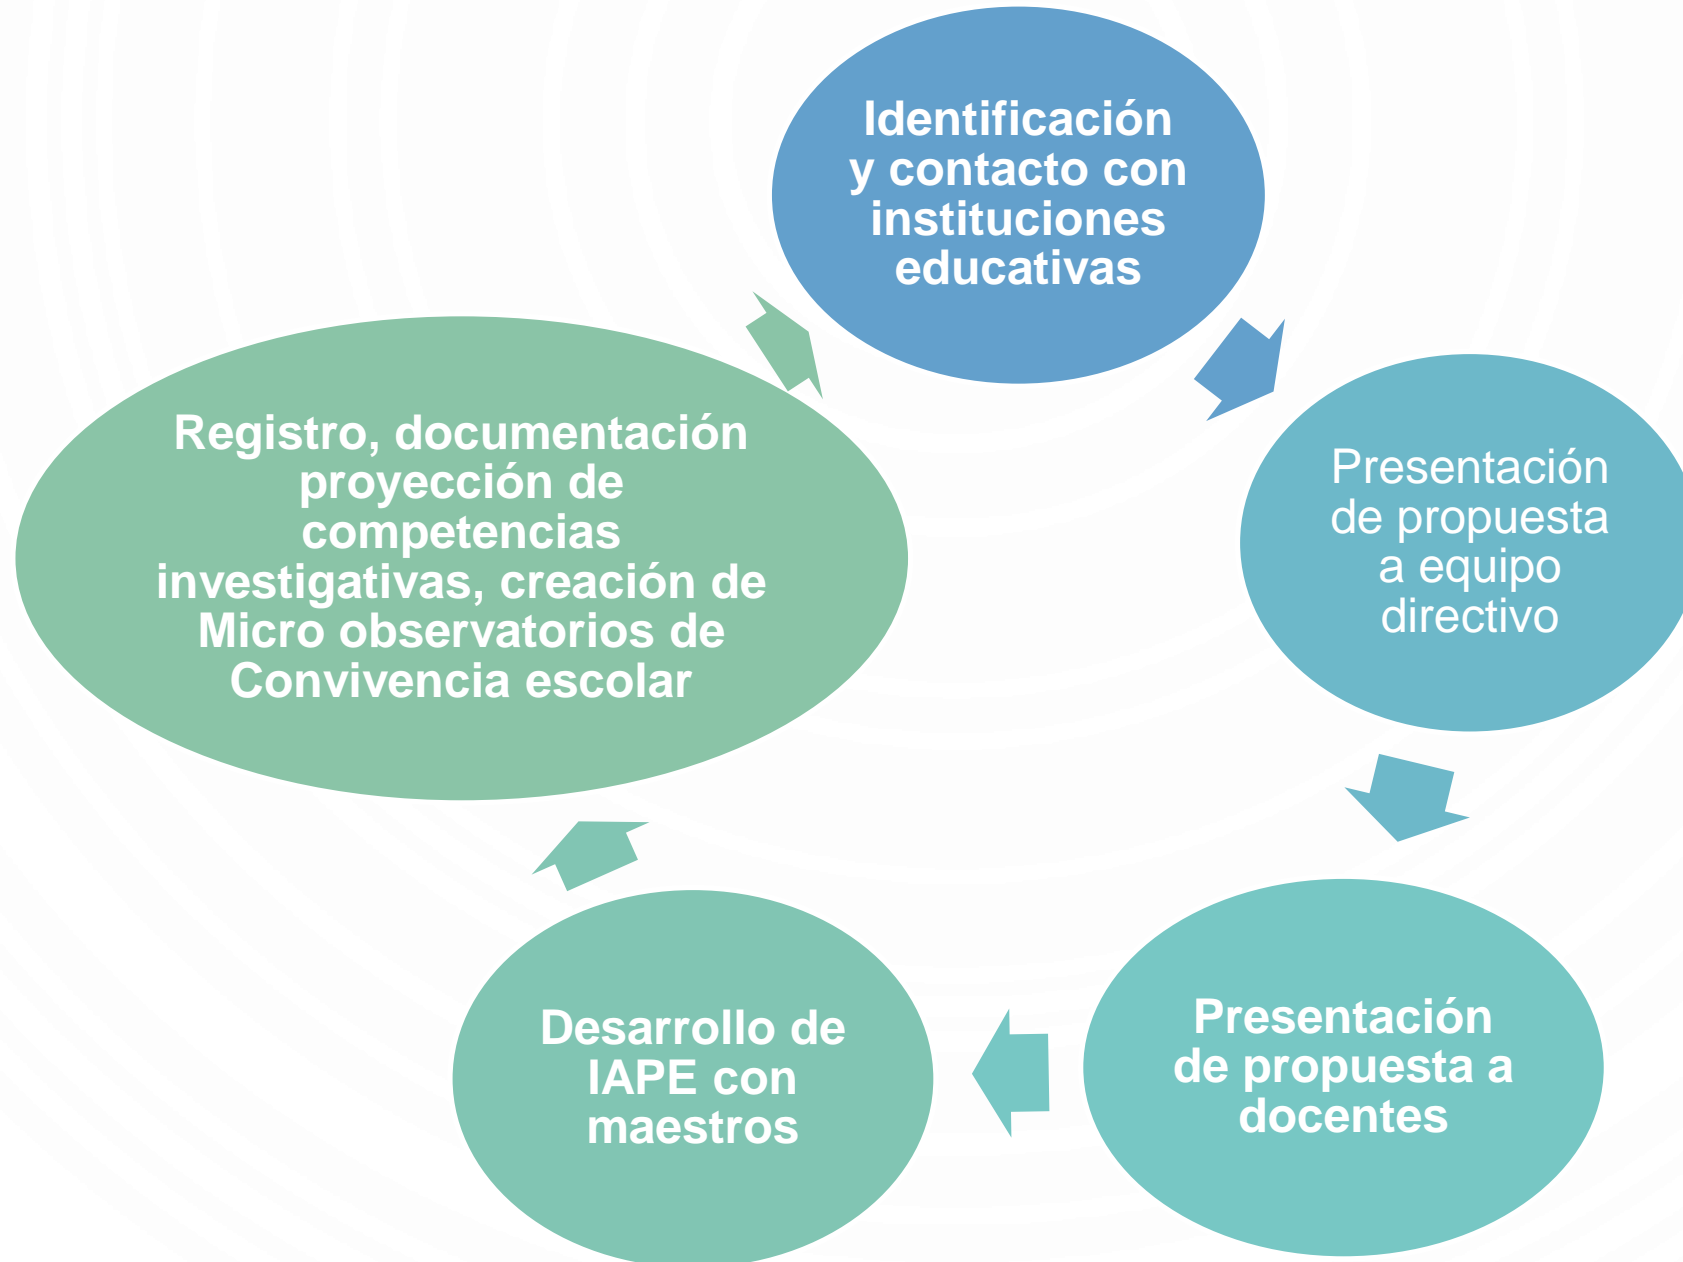 Identificación
y contacto con
instituciones
educativas
Presentación
de propuesta
a equipo
directivo
Presentación
de propuesta a
docentes
Desarrollo de
IAPE con
maestros
Registro, documentación
proyección de
competencias
investigativas, creación de
Micro observatorios de
Convivencia escolar